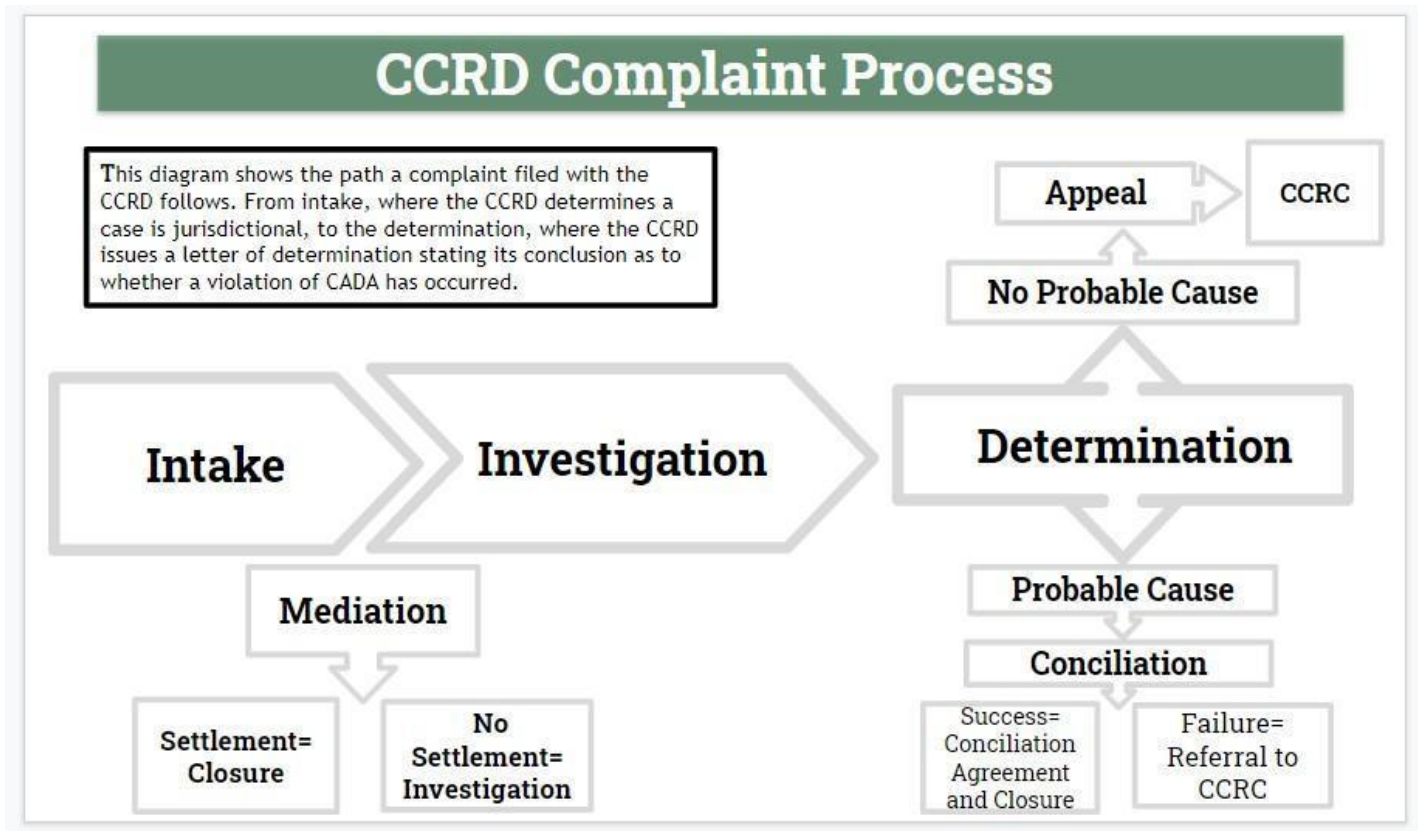 CCRD Complaint Process
This diagram shows the path a complaint filed with the
CCRD follows. From intake, where the CCRD determines a
case is jurisdictional, to the determination, where the CCRD
issues a letter of determination stating its conclusion as to
whether a violation of CADA has occurred.
Appeal
CCRC
No Probable Cause
Intake
Investigation
Determination
Mediation
Settlement=
Closure
No
Settlement=
Investigation
Probable Cause
Conciliation
Success=
Conciliation
Agreement
and Closure
Failure=
Referral to
CCRC